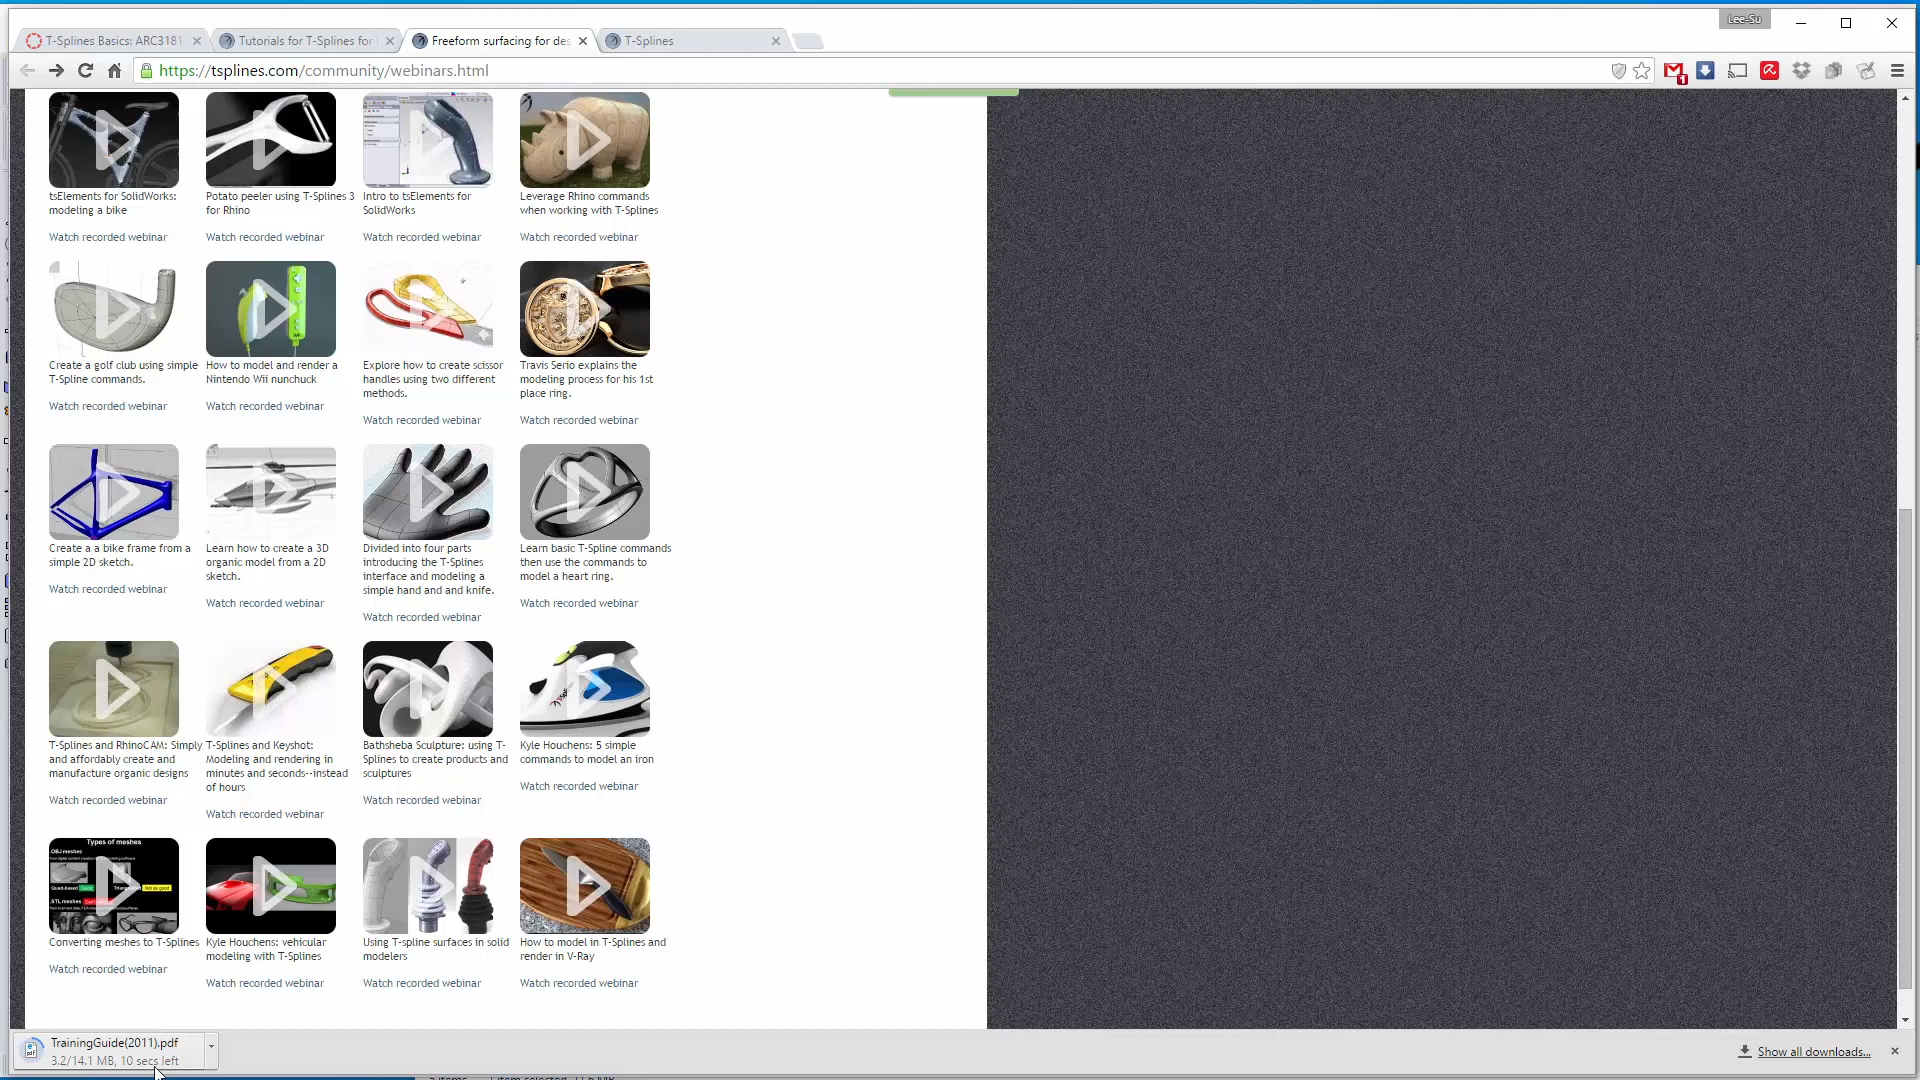 Lee-Su
T-Splines Basics: ARC3181
Tutorials for T-Splines for
Freeform surfacing for des
T-Splines
https://tsplines.com/community/webinars.html
1
tsElements for SolidWorks:
modeling a bike
Watch recorded webinar
Potato peeler using T-Splines 3
for Rhino
Watch recorded webinar
Intro to tsElements for
SolidWorks
Watch recorded webinar
Leverage Rhino commands
when working with T-Splines
Watch recorded webinar
Create a golf club using simple
T-Spline commands.
Watch recorded webinar
How to model and render a
Nintendo Wii nunchuck
Watch recorded webinar
Explore how to create scissor
handles using two different
methods.
Watch recorded webinar
Travis Serio explains the
modeling process for his 1st
place ring.
Watch recorded webinar
Create a a bike frame from a
simple 2D sketch.
Watch recorded webinar
Learn how to create a 3D
organic model from a 2D
sketch.
Watch recorded webinar
Divided into four parts
introducing the T-Splines
interface and modeling a
simple hand and and knife.
Watch recorded webinar
Learn basic T-Spline commands
then use the commands to
model a heart ring.
Watch recorded webinar
T-Splines and RhinoCAM: Simply
and affordably create and
manufacture organic designs
Watch recorded webinar
T-Splines and Keyshot:
Modeling and rendering in
minutes and seconds--instead
of hours
Watch recorded webinar
Bathsheba Sculpture: using T-
Splines to create products and
sculptures
Watch recorded webinar
Kyle Houchens: 5 simple
commands to model an iron
Watch recorded webinar
Types of meshes
.OBJ meshes
Quad-based
Good
Not as good
.STL meshes
Converting meshes to T-Splines
Watch recorded webinar
Kyle Houchens: vehicular
modeling with T-Splines
Watch recorded webinar
Using T-spline surfaces in solid
modelers
Watch recorded webinar
How to model in T-Splines and
render in V-Ray
Watch recorded webinar
TrainingGuide(2011).pdf
3.2/14.1 MB, 10 secs left
Show all downloads...